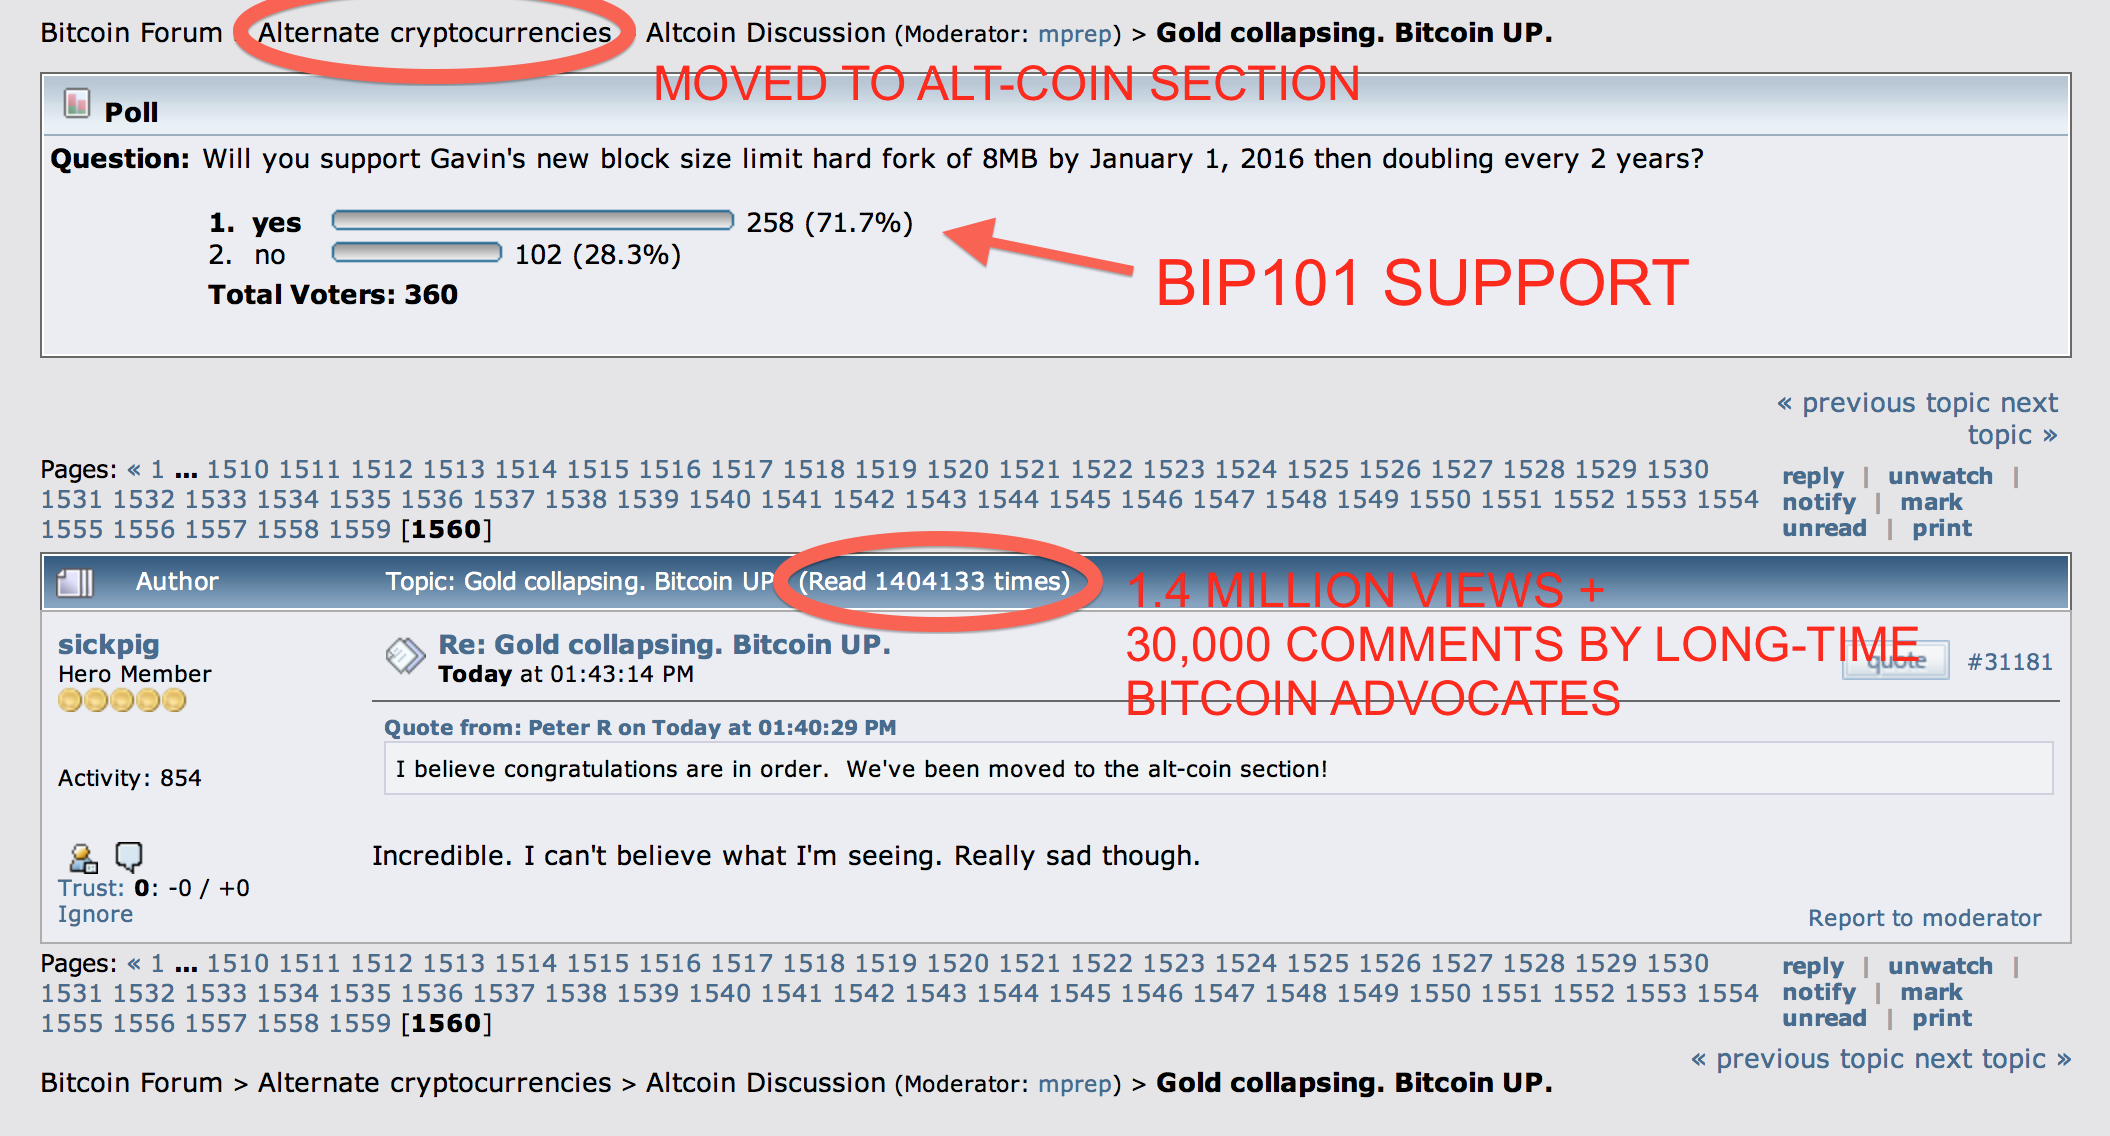 Bitcoin Forum Alternate cryptocurrencies Altcoin Discussion (Moderator: mprep) > Gold collapsing. Bitcoin UP.
MOVED TO ALT-COIN SECTION
Poll
Question: Will you support Gavin's new block size limit hard fork of 8MB by January 1, 2016 then doubling every 2 years?
1. yes 258 (71.7%)
2. no 102 (28.3%)
Total Voters: 360
BIP101 SUPPORT
« previous topic next
topic »
Pages: « 1 ... 1510 1511 1512 1513 1514 1515 1516 1517 1518 1519 1520 1521 1522 1523 1524 1525 1526 1527 1528 1529 1530
1531 1532 1533 1534 1535 1536 1537 1538 1539 1540 1541 1542 1543 1544 1545 1546 1547 1548 1549 1550 1551 1552 1553 1554
1555 1556 1557 1558 1559 [1560]
reply | unwatch |
notify | mark
unread | print
Author Topic: Gold collapsing. Bitcoin UP (Read 1404133 times)
1.4 MILLION VIEWS +
30,000 COMMENTS BY LONG-TIME
BITCOIN ADVOCATES
sickpig
Hero Member
Activity: 854
Trust: 0: -0 / +0
Ignore
Re: Gold collapsing. Bitcoin UP.
Today at 01:43:14 PM
quote #31181
Quote from: Peter R on Today at 01:40:29 PM
I believe congratulations are in order. We've been moved to the alt-coin section!
Incredible. I can't believe what I'm seeing. Really sad though.
Report to moderator
Pages: « 1 ... 1510 1511 1512 1513 1514 1515 1516 1517 1518 1519 1520 1521 1522 1523 1524 1525 1526 1527 1528 1529 1530
1531 1532 1533 1534 1535 1536 1537 1538 1539 1540 1541 1542 1543 1544 1545 1546 1547 1548 1549 1550 1551 1552 1553 1554
1555 1556 1557 1558 1559 [1560]
reply | unwatch |
notify | mark
unread | print
« previous topic next topic »
Bitcoin Forum > Alternate cryptocurrencies > Altcoin Discussion (Moderator: mprep) > Gold collapsing. Bitcoin UP.